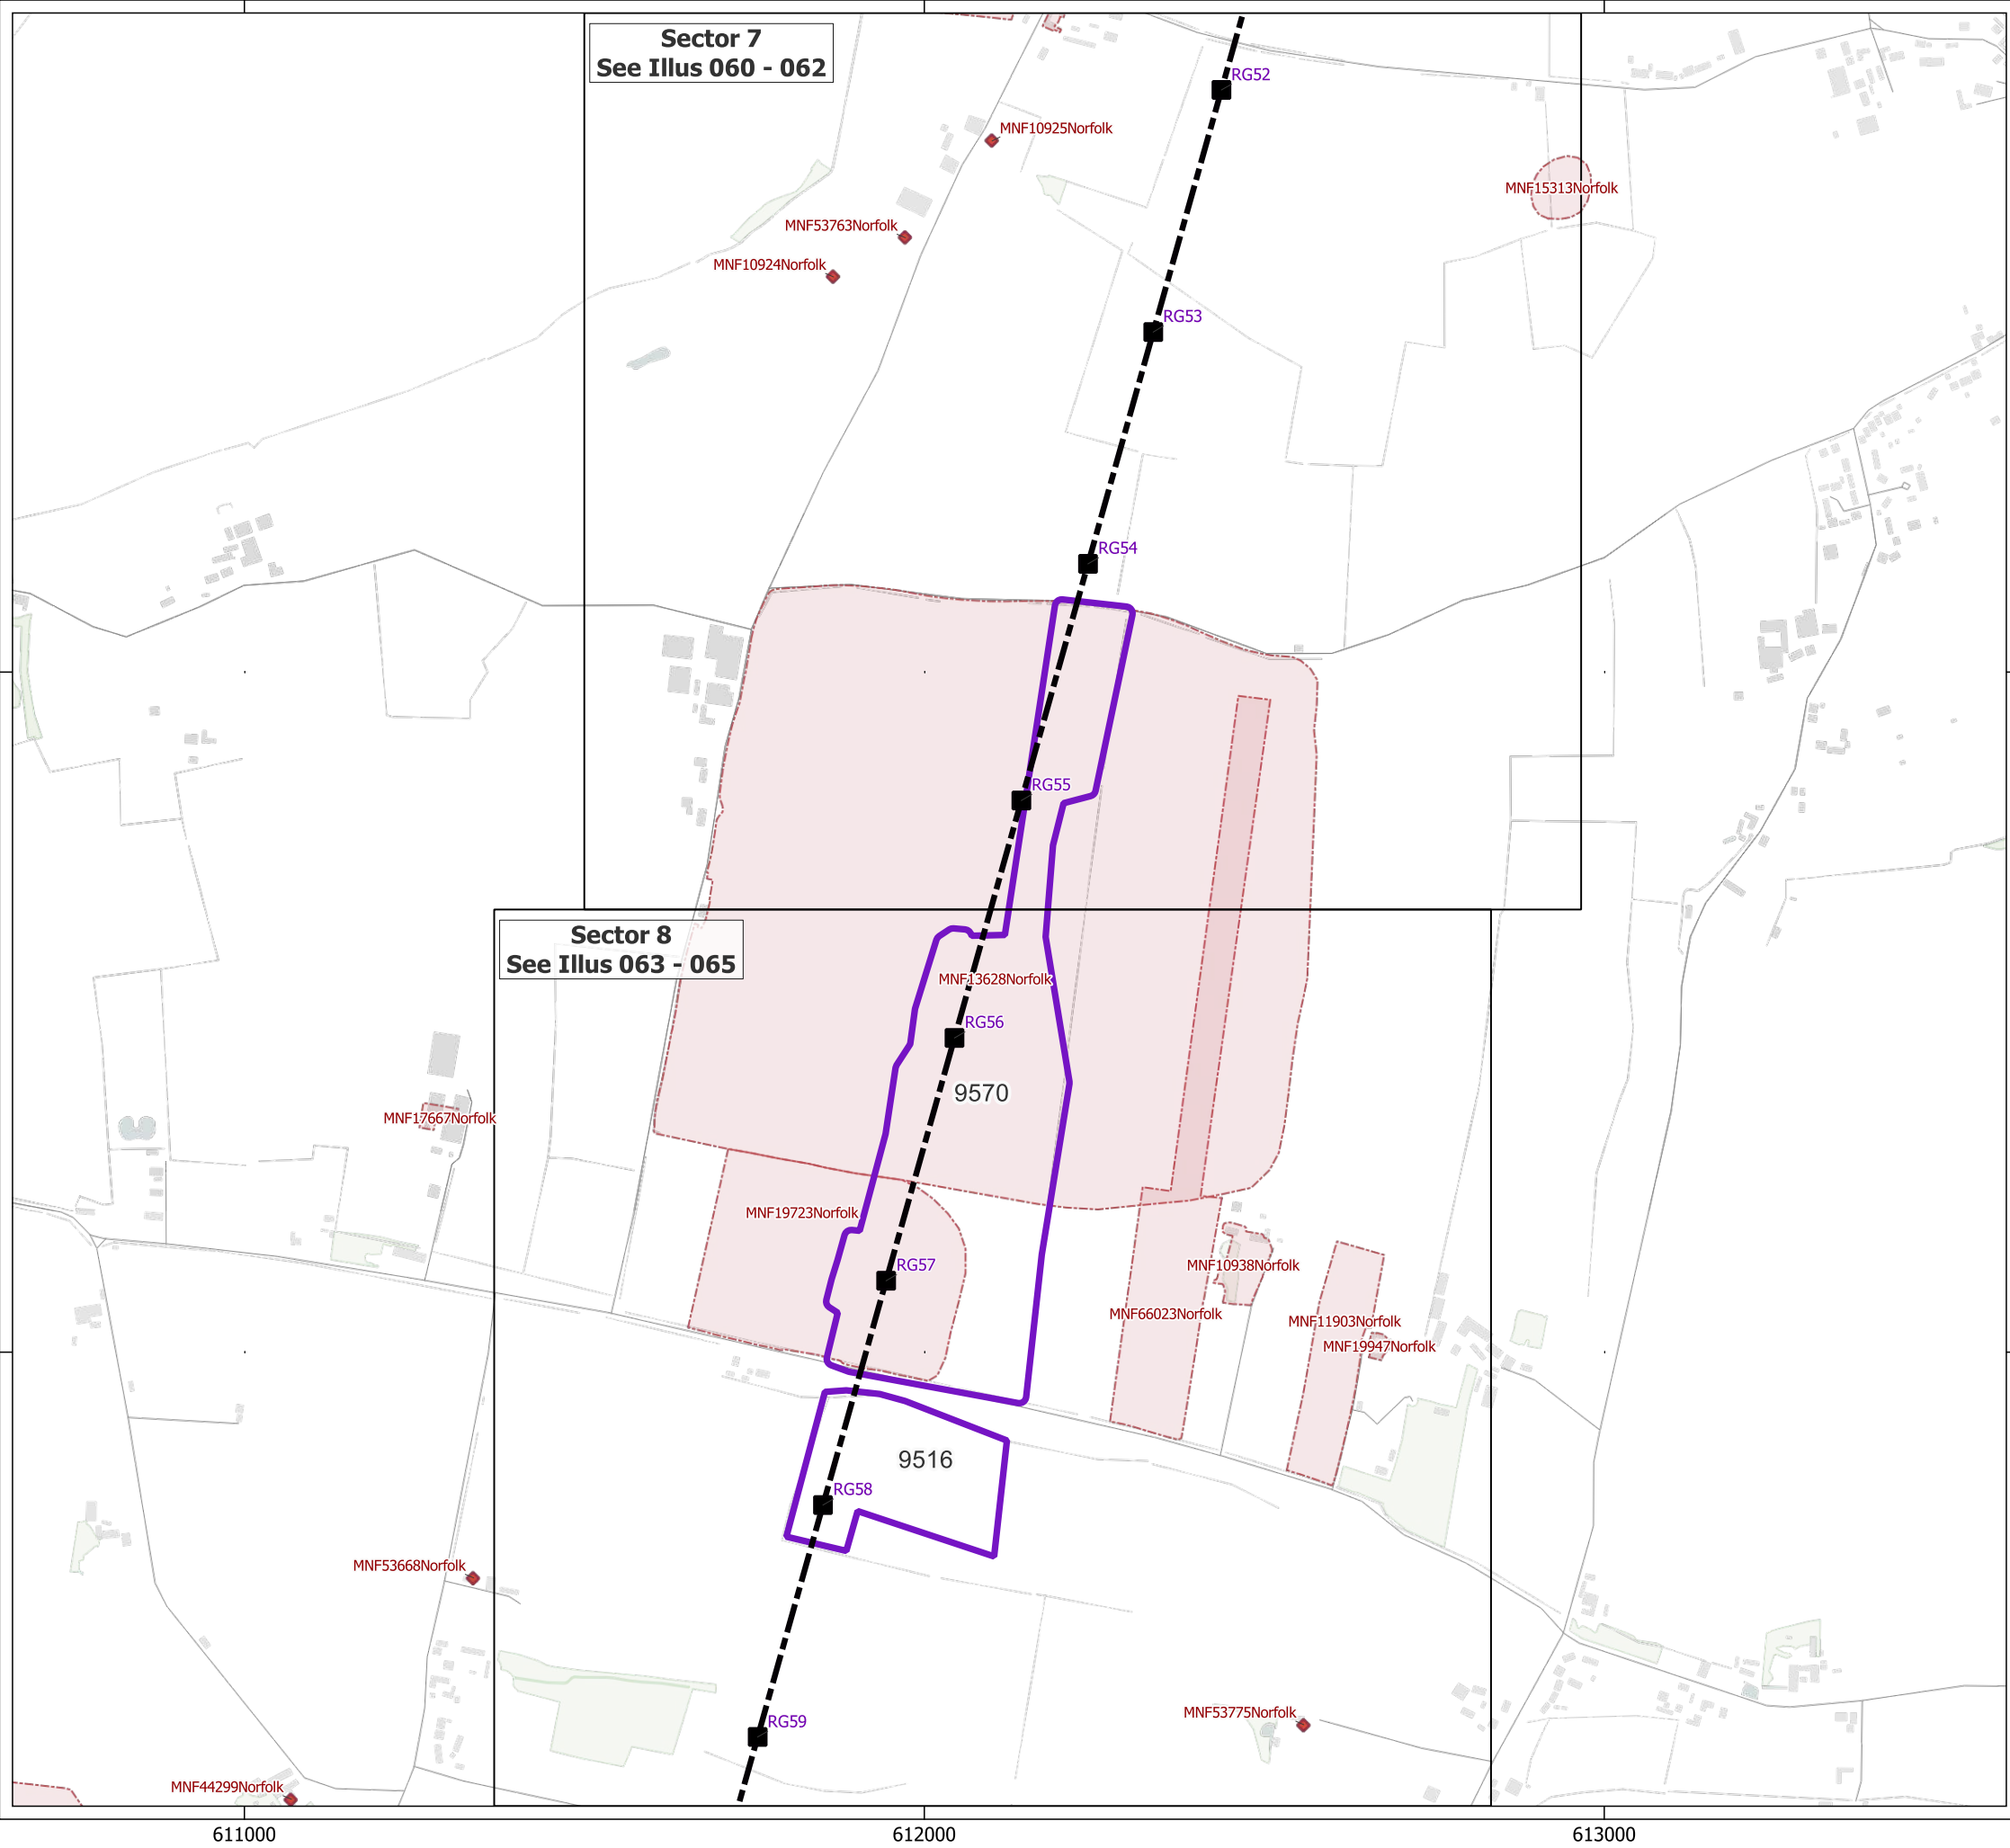 Sector 7
See Illus 060 - 062
RG52
MNF10925Norfolk
MNF15313Norfolk
MNF53763Norfolk
MNF10924Norfolk
RG53
RG54
RG55
Sector 8
See Illus 063 - 065
MNF13628Norfolk
RG56
9570
MNF17667Norfolk
MNF19723Norfolk
RG57
MNF10938Norfolk
MNF66023Norfolk
MNF11903Norfolk
MNF19947Norfolk
9516
RG58
MNF53668Norfolk
MNF53775Norfolk
RG59
MNF44299Norfolk
611000
612000
613000